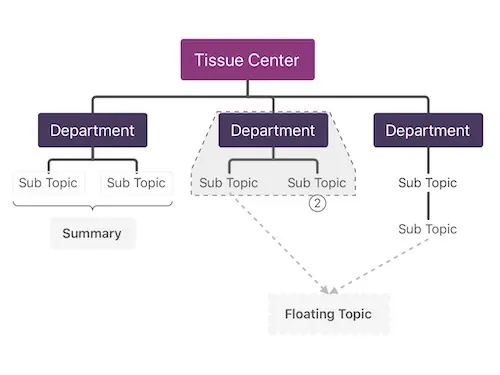 Tissue Center
Department
Department
Department
Sub Topic
Sub Topic
Sub Topic
Sub Topic
Sub Topic
2
Summary
Sub Topic
Floating Topic